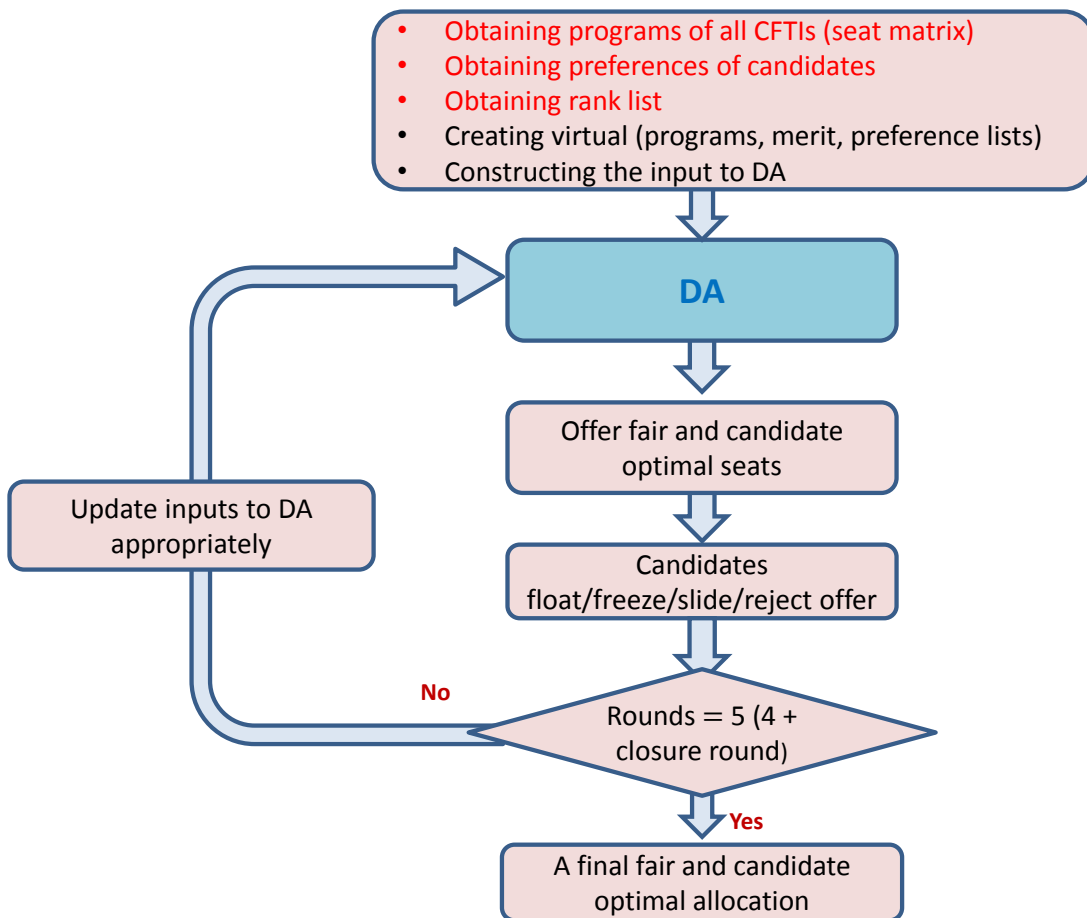 • Obtaining programs of all CFTIs (seat matrix)
• Obtaining preferences of candidates
• Obtaining rank list
• Creating virtual (programs, merit, preference lists)
• Constructing the input to DA
DA
Offer fair and candidate
optimal seats
Update inputs to DA
appropriately
Candidates
float/freeze/slide/reject offer
No
Rounds = 5 (4 +
closure round)
Yes
A final fair and candidate
optimal allocation